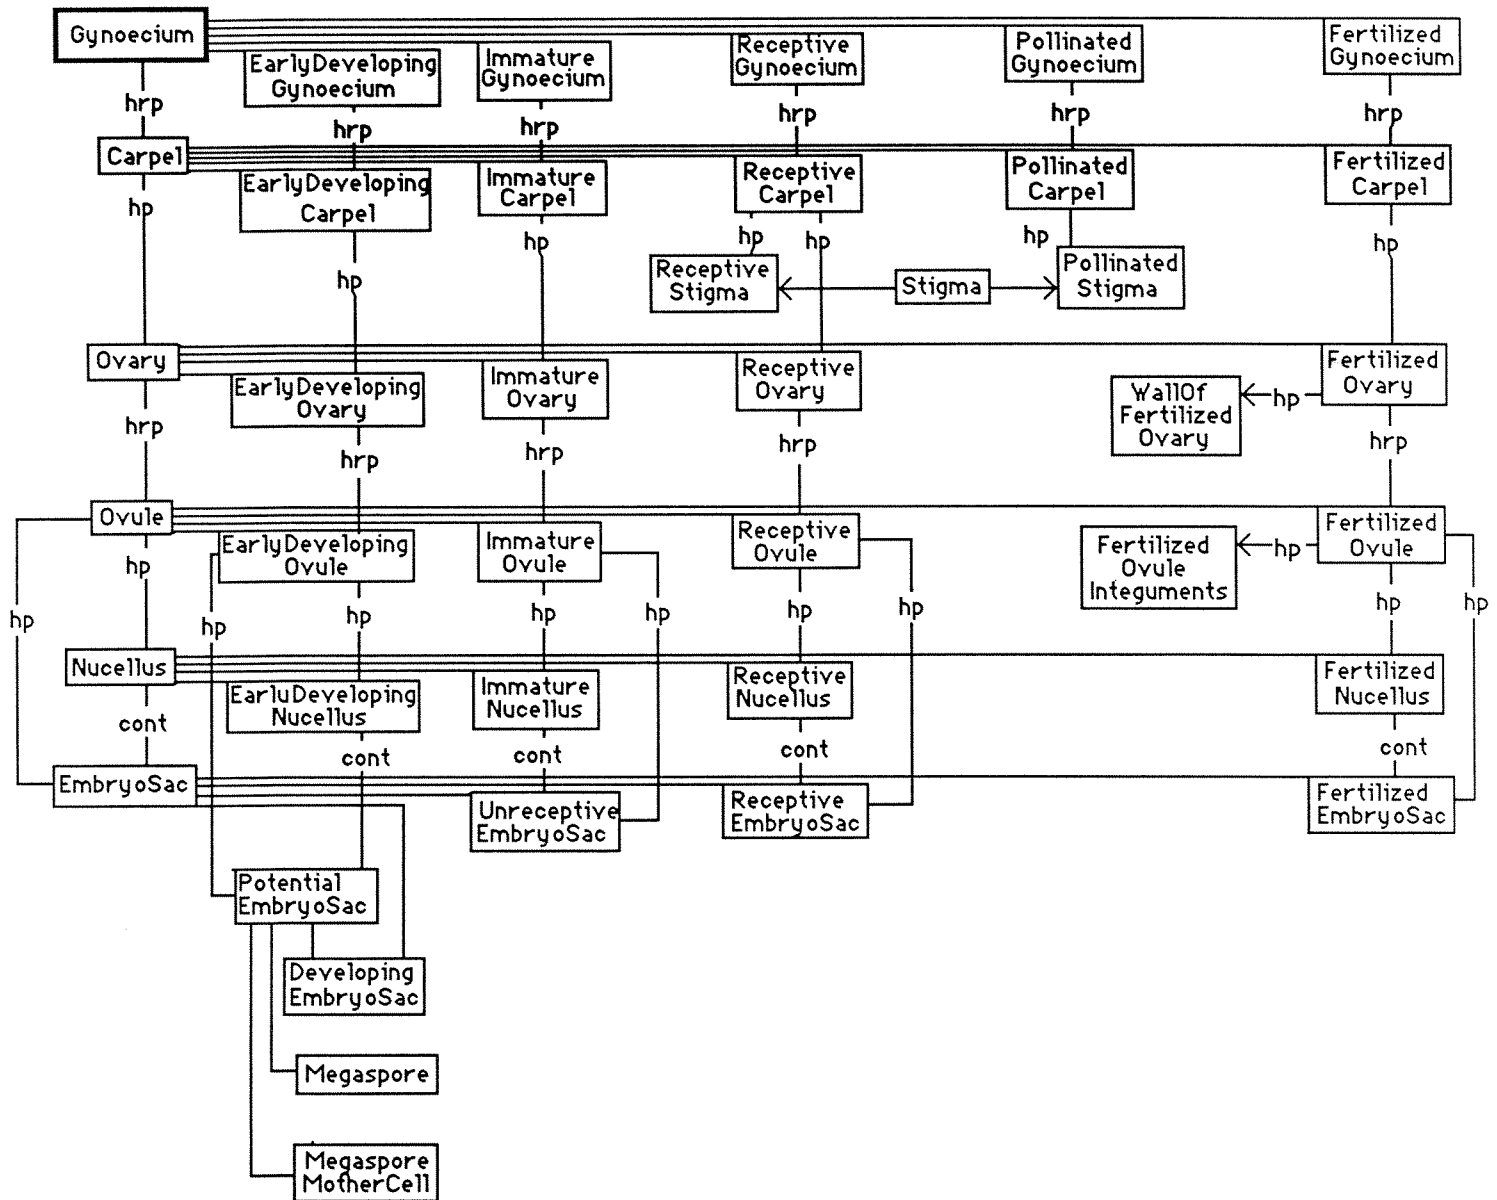 Gynoecium
EarlyDeveloping
Gynoecium
Immature
Gynoecium
Receptive
Gynoecium
Pollinated
Gynoecium
Fertilized
Gynoecium
hrp
hrp
hrp
hrp
hrp
hrp
Carpel
EarlyDeveloping
Carpel
Immature
Carpel
Receptive
Carpel
Pollinated
Carpel
Fertilized
Carpel
hp
hp
hp
hp
hp
hp
hp
Receptive
Stigma
Stigma
Pollinated
Stigma
Ovary
EarlyDeveloping
Ovary
Immature
Ovary
Receptive
Ovary
WallOf
Fertilized
Ovary
hp
Fertilized
Ovary
hrp
hrp
hrp
hrp
hrp
Ovule
EarlyDeveloping
Ovule
Immature
Ovule
Receptive
Ovule
Fertilized
Ovule
Integuments
hp
Fertilized
Ovule
hp
hp
hp
hp
hp
hp
hp
hp
hp
hp
Nucellus
EarluDeveloping
Nucellus
Immature
Nucellus
Receptive
Nucellus
Fertilized
Nucellus
cont
cont
cont
cont
cont
EmbryoSac
Unreceptive
EmbryoSac
Receptive
EmbryoSac
Fertilized
EmbryoSac
Potential
EmbryoSac
Developing
EmbryoSac
Megaspore
Megaspore
MotherCell